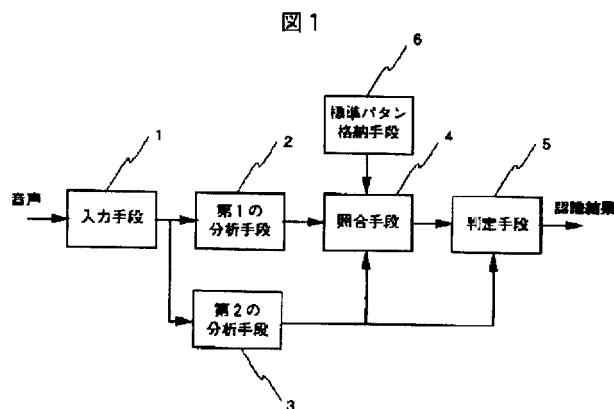 図1
6
標準パタン
格納手段
1
2
4
5
音声
入力手段
第1の
分析手段
照合手段
判定手段
認識結果
第2の
分析手段
3